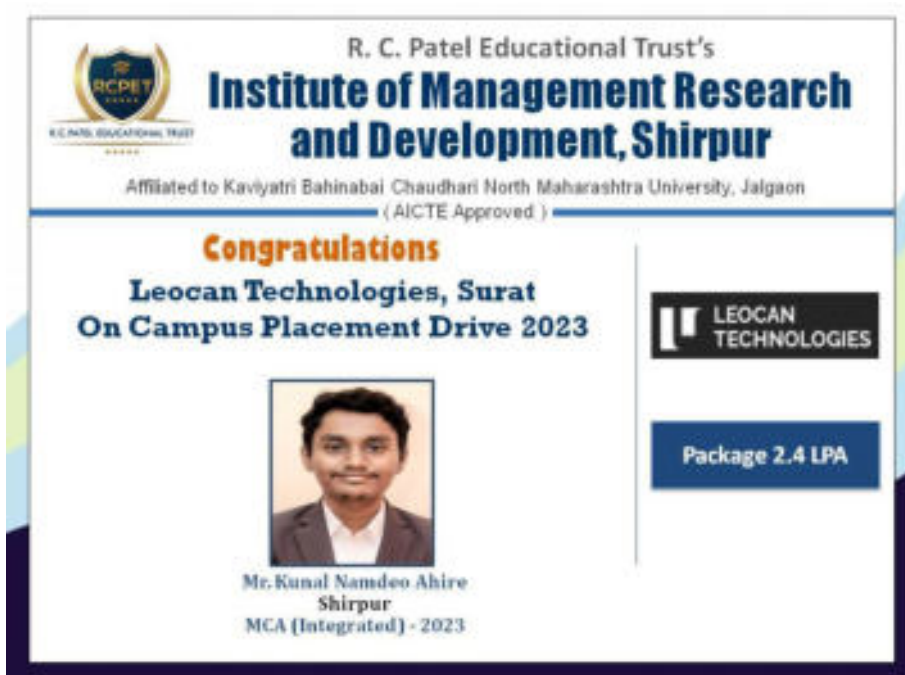 R. C. Patel Educational Trust's
Institute of Management Research
and Development, Shirpur
RCPET
R.C.PATEL EDUCATIONAL TRUST
Affiliated to Kaviyatri Bahinabai Chaudhari North Maharashtra University, Jalgaon
( AICTE Approved )
Congratulations
Leocan Technologies, Surat
On Campus Placement Drive 2023
LEOCAN
TECHNOLOGIES
Package 2.4 LPA
Mr. Kunal Namdeo Ahire
Shirpur
MCA (Integrated) - 2023